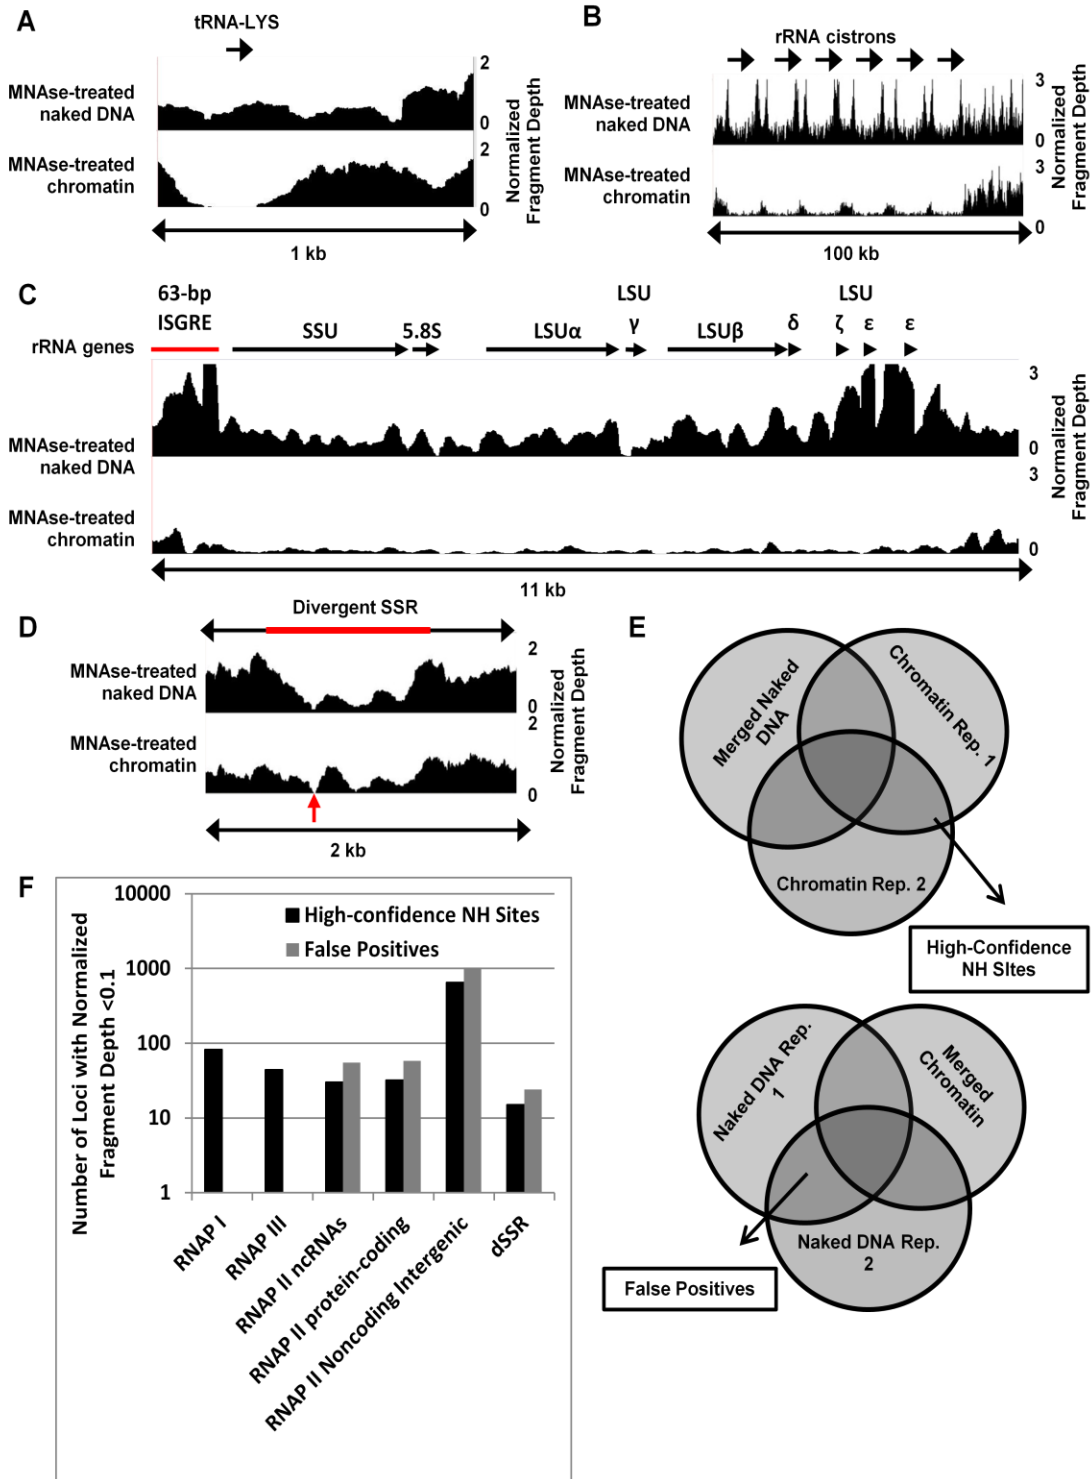 A
tRNA-LYS
MNAse-treated
naked DNA
2
0
MNAse-treated
chromatin
2
0
Normalized
Fragment Depth
1 kb
B
rRNA cistrons
MNAse-treated
naked DNA
3
0
MNAse-treated
chromatin
3
0
Normalized
Fragment Depth
100 kb
C
63-bp
ISGRE
SSU
5.8S
LSUα
LSU
γ
LSUβ
δ
LSU
ζ
ε
ε
rRNA genes
MNAse-treated
naked DNA
3
0
MNAse-treated
chromatin
3
0
Normalized
Fragment Depth
11 kb
D
Divergent SSR
MNAse-treated
naked DNA
2
0
MNAse-treated
chromatin
2
0
Normalized
Fragment Depth
2 kb
E
Merged Naked
DNA
Chromatin Rep. 1
Chromatin Rep. 2
High-Confidence
NH SItes
Naked DNA Rep.
1
Merged
Chromatin
Naked DNA Rep.
2
False Positives
F
Number of Loci with Normalized
Fragment Depth <0.1
10000
1000
100
10
1
High-confidence NH Sites
False Positives
RNAP I
RNAP III
RNAP II ncRNAs
RNAP II protein-coding
RNAP II Noncoding Intergenic
dSSR